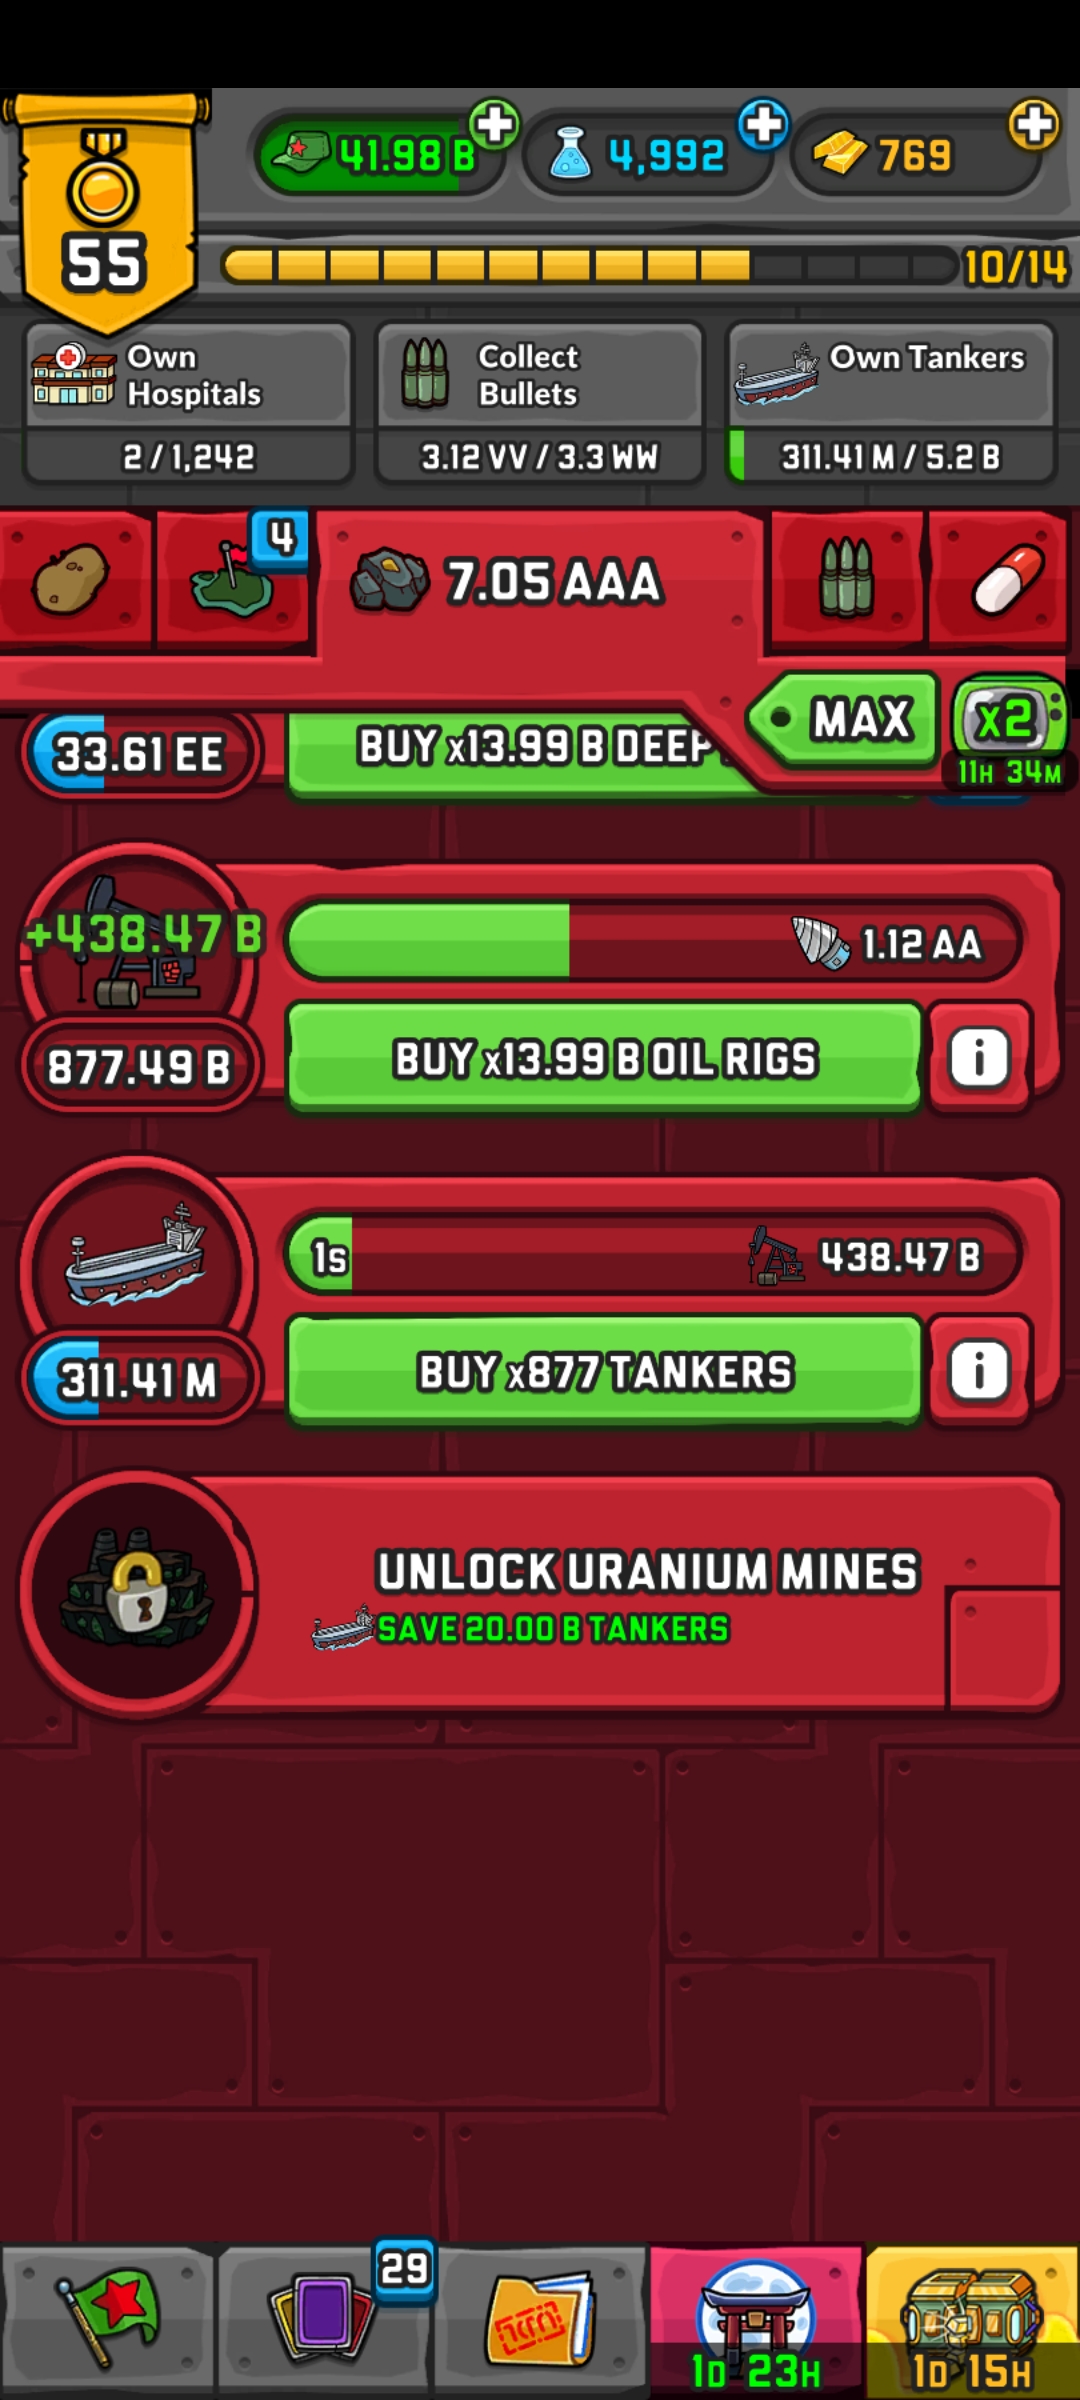 41.98 B
4,992
769
55
10/14
Own
Hospitals
2 / 1,242
Collect
Bullets
3.12 VV / 3.3 WW
Own Tankers
311.41 M / 5.2 B
4
7.05 AAA
MAX
x2
11H 34M
33.61 EE
BUY x13.99 B DEEP
+438.47 B
1.12 AA
877.49 B
BUY x13.99 B OIL RIGS
i
1s
438.47 B
311.41 M
BUY x877 TANKERS
i
UNLOCK URANIUM MINES
SAVE 20.00 B TANKERS
29
1D 23H
1D 15H